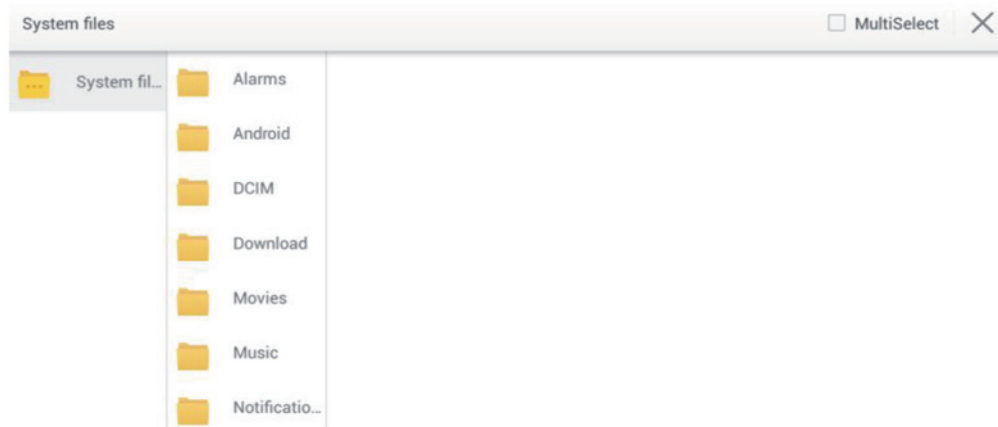 System files
MultiSelect
System fil...
Alarms
Android
DCIM
Download
Movies
Music
Notificatio...